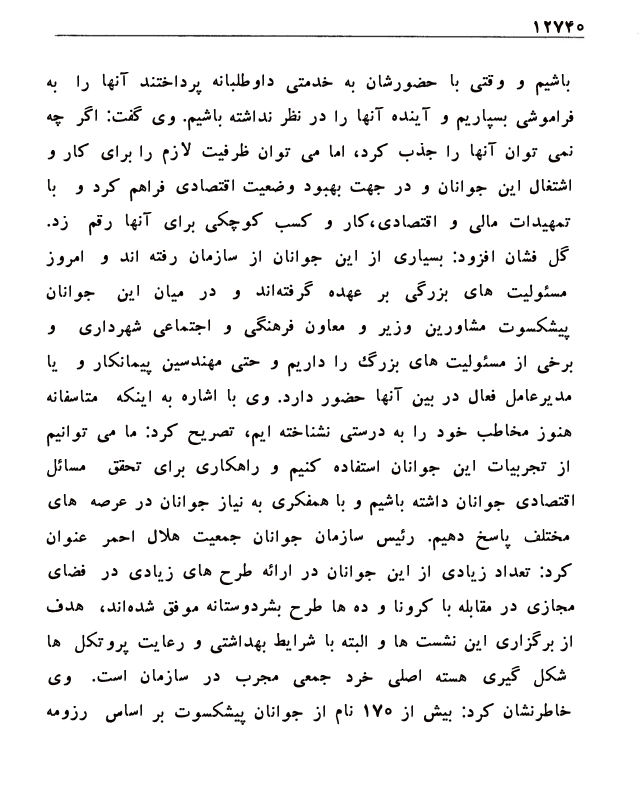 ۱۲۷۴۰
باشیم و وقتی با حضورشان به خدمتی داوطلبانه پرداختند آنها را به
فراموشی بسپاریم و آینده آنها را در نظر نداشته باشیم. وی گفت: اگر چه
نمی توان آنها را جذب کرد، اما می توان ظرفیت لازم را برای کار و
اشتغال این جوانان و در جهت بهبود وضعیت اقتصادی فراهم کرد و با
تمهیدات مالی و اقتصادی،کار و کسب کوچکی برای آنها رقم زد.
گل فشان افزود: بسیاری از این جوانان از سازمان رفته اند و امروز
مسئولیت های بزرگی بر عهده گرفته‌اند و در میان این جوانان
پیشکسوت مشاورین وزیر و معاون فرهنگی و اجتماعی شهرداری و
برخی از مسئولیت های بزرگ را داریم و حتی مهندسین پیمانکار و یا
مدیرعامل فعال در بین آنها حضور دارد. وی با اشاره به اینکه متاسفانه
هنوز مخاطب خود را به درستی نشناخته ایم، تصریح کرد: ما می توانیم
از تجربیات این جوانان استفاده کنیم و راهکاری برای تحقق مسائل
اقتصادی جوانان داشته باشیم و با همفکری به نیاز جوانان در عرصه های
مختلف پاسخ دهیم. رئیس سازمان جوانان جمعیت هلال احمر عنوان
کرد: تعداد زیادی از این جوانان در ارائه طرح های زیادی در فضای
مجازی در مقابله با کرونا و ده ها طرح بشردوستانه موفق شده‌اند، هدف
از برگزاری این نشست ها و البته با شرایط بهداشتی و رعایت پروتکل ها
شکل گیری هسته اصلی خرد جمعی مجرب در سازمان است. وی
خاطرنشان کرد: بیش از ۱۷۵ نام از جوانان پیشکسوت بر اساس رزومه